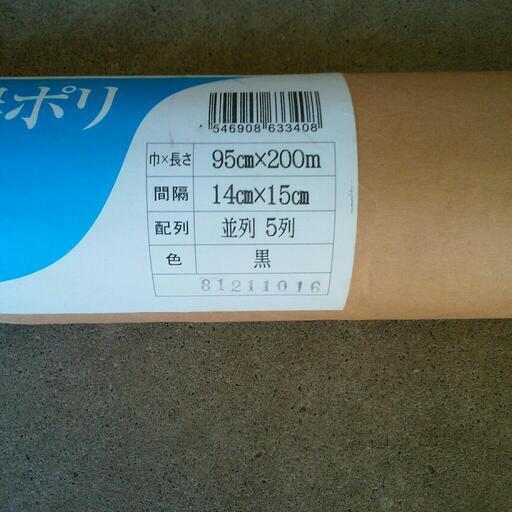 ポリ
546908 633408
巾×長さ 95cm×200m
間隔 14cm×15cm
配列 並列 5列
色 黒
81211016